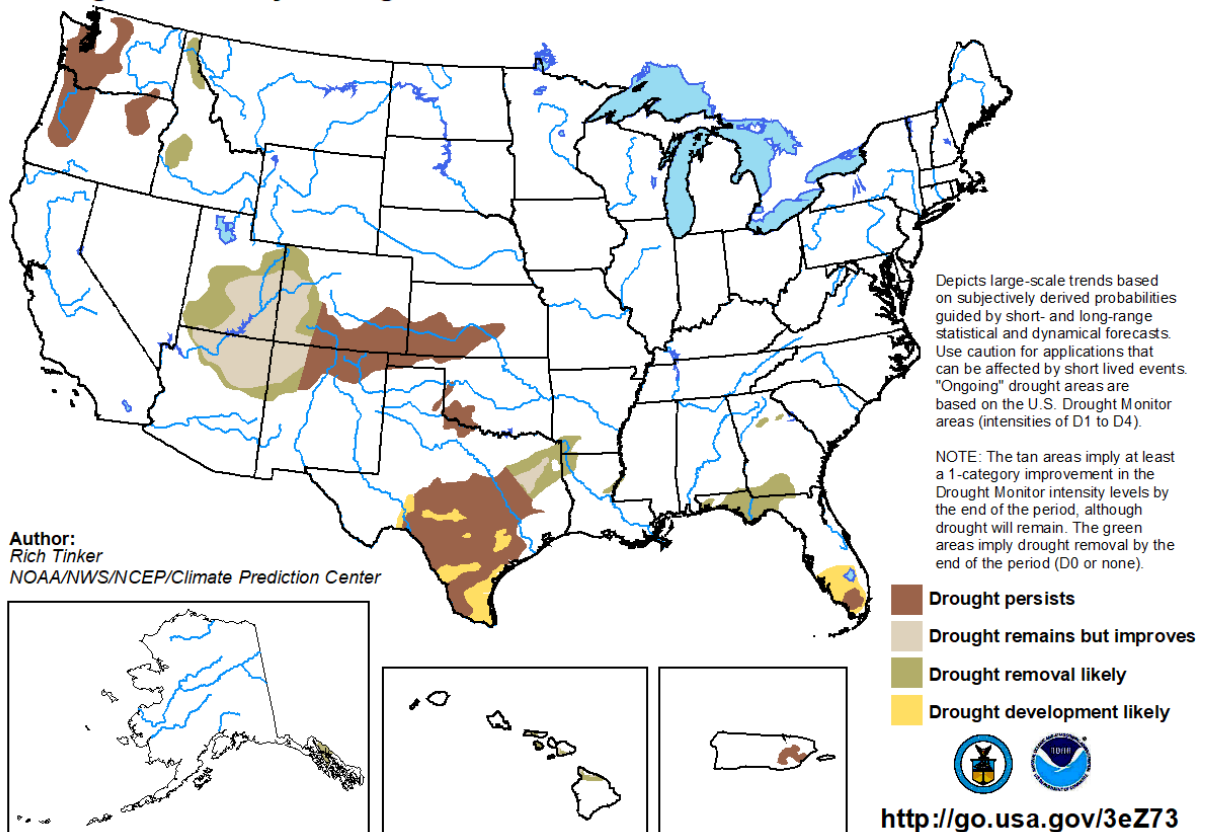 Depicts large-scale trends based
on subjectively derived probabilities
guided by short- and long-range
statistical and dynamical forecasts.
Use caution for applications that
can be affected by short lived events.
"Ongoing" drought areas are
based on the U.S. Drought Monitor
areas (intensities of D1 to D4).
NOTE: The tan areas imply at least
a 1-category improvement in the
Drought Monitor intensity levels by
the end of the period, although
drought will remain. The green
areas imply drought removal by the
end of the period (D0 or none).
Author:
Rich Tinker
NOAA/NWS/NCEP/Climate Prediction Center
Drought persists
Drought remains but improves
Drought removal likely
Drought development likely
http://go.usa.gov/3eZ73